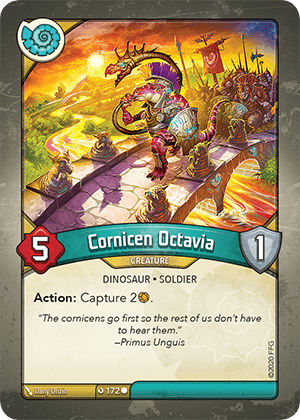 Cornicen Octavia
5
CREATURE
1
DINOSAUR • SOLDIER
Action: Capture 2.
"The cornicens go first so the rest of us don't have
to hear them."
–Primus Unguis
Dany Orizio
172
©2020 FFG